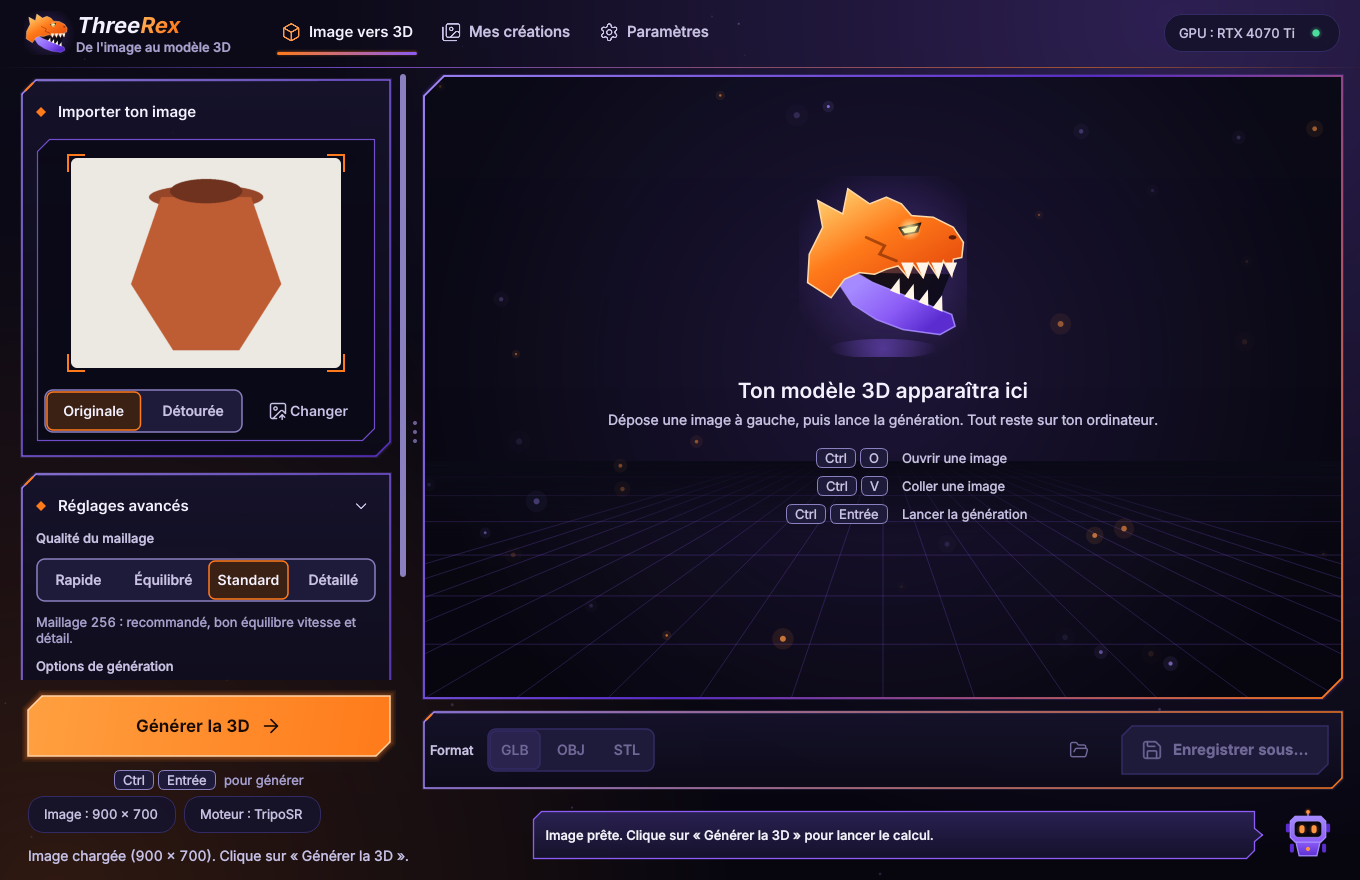 ThreeRex
De l'image au modèle 3D
Image vers 3D
Mes créations
Paramètres
GPU : RTX 4070 Ti
Importer ton image
Originale
Détourée
Changer
Réglages avancés
Qualité du maillage
Rapide
Équilibré
Standard
Détaillé
Maillage 256 : recommandé, bon équilibre vitesse et
détail.
Options de génération
Générer la 3D
Ctrl Entrée pour générer
Image : 900 × 700
Moteur : TripoSR
Image chargée (900 × 700). Clique sur « Générer la 3D ».
Ton modèle 3D apparaîtra ici
Dépose une image à gauche, puis lance la génération. Tout reste sur ton ordinateur.
Ctrl O Ouvrir une image
Ctrl V Coller une image
Ctrl Entrée Lancer la génération
Format
GLB
OBJ
STL
Enregistrer sous...
Image prête. Clique sur « Générer la 3D » pour lancer le calcul.